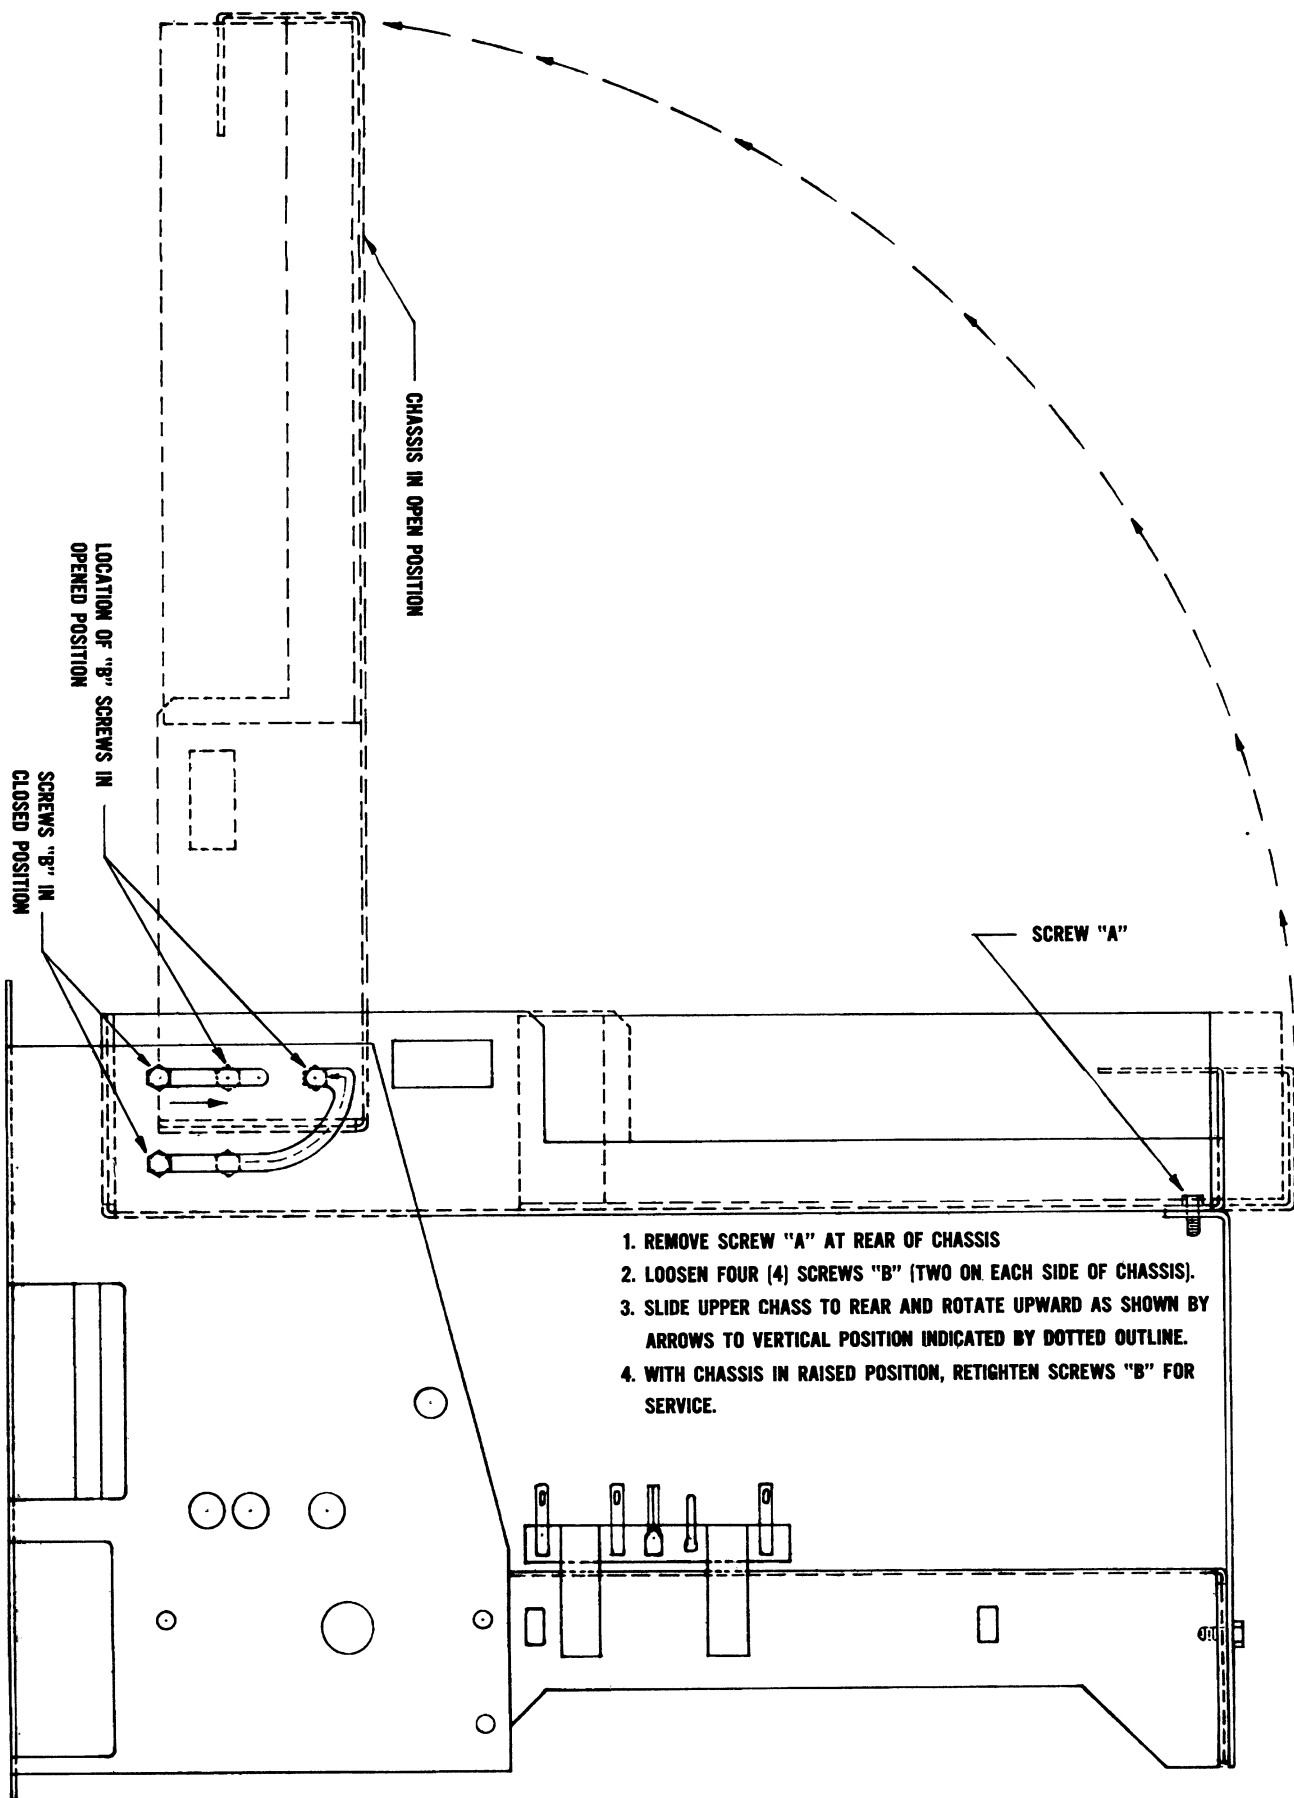 CHASSIS IN OPEN POSITION
LOCATION OF "B" SCREWS IN
OPENED POSITION
SCREWS "B" IN
CLOSED POSITION
SCREW "A"
1. REMOVE SCREW "A" AT REAR OF CHASSIS
2. LOOSEN FOUR (4) SCREWS "B" (TWO ON EACH SIDE OF CHASSIS).
3. SLIDE UPPER CHASS TO REAR AND ROTATE UPWARD AS SHOWN BY
ARROWS TO VERTICAL POSITION INDICATED BY DOTTED OUTLINE.
4. WITH CHASSIS IN RAISED POSITION, RETIGHTEN SCREWS "B" FOR
SERVICE.